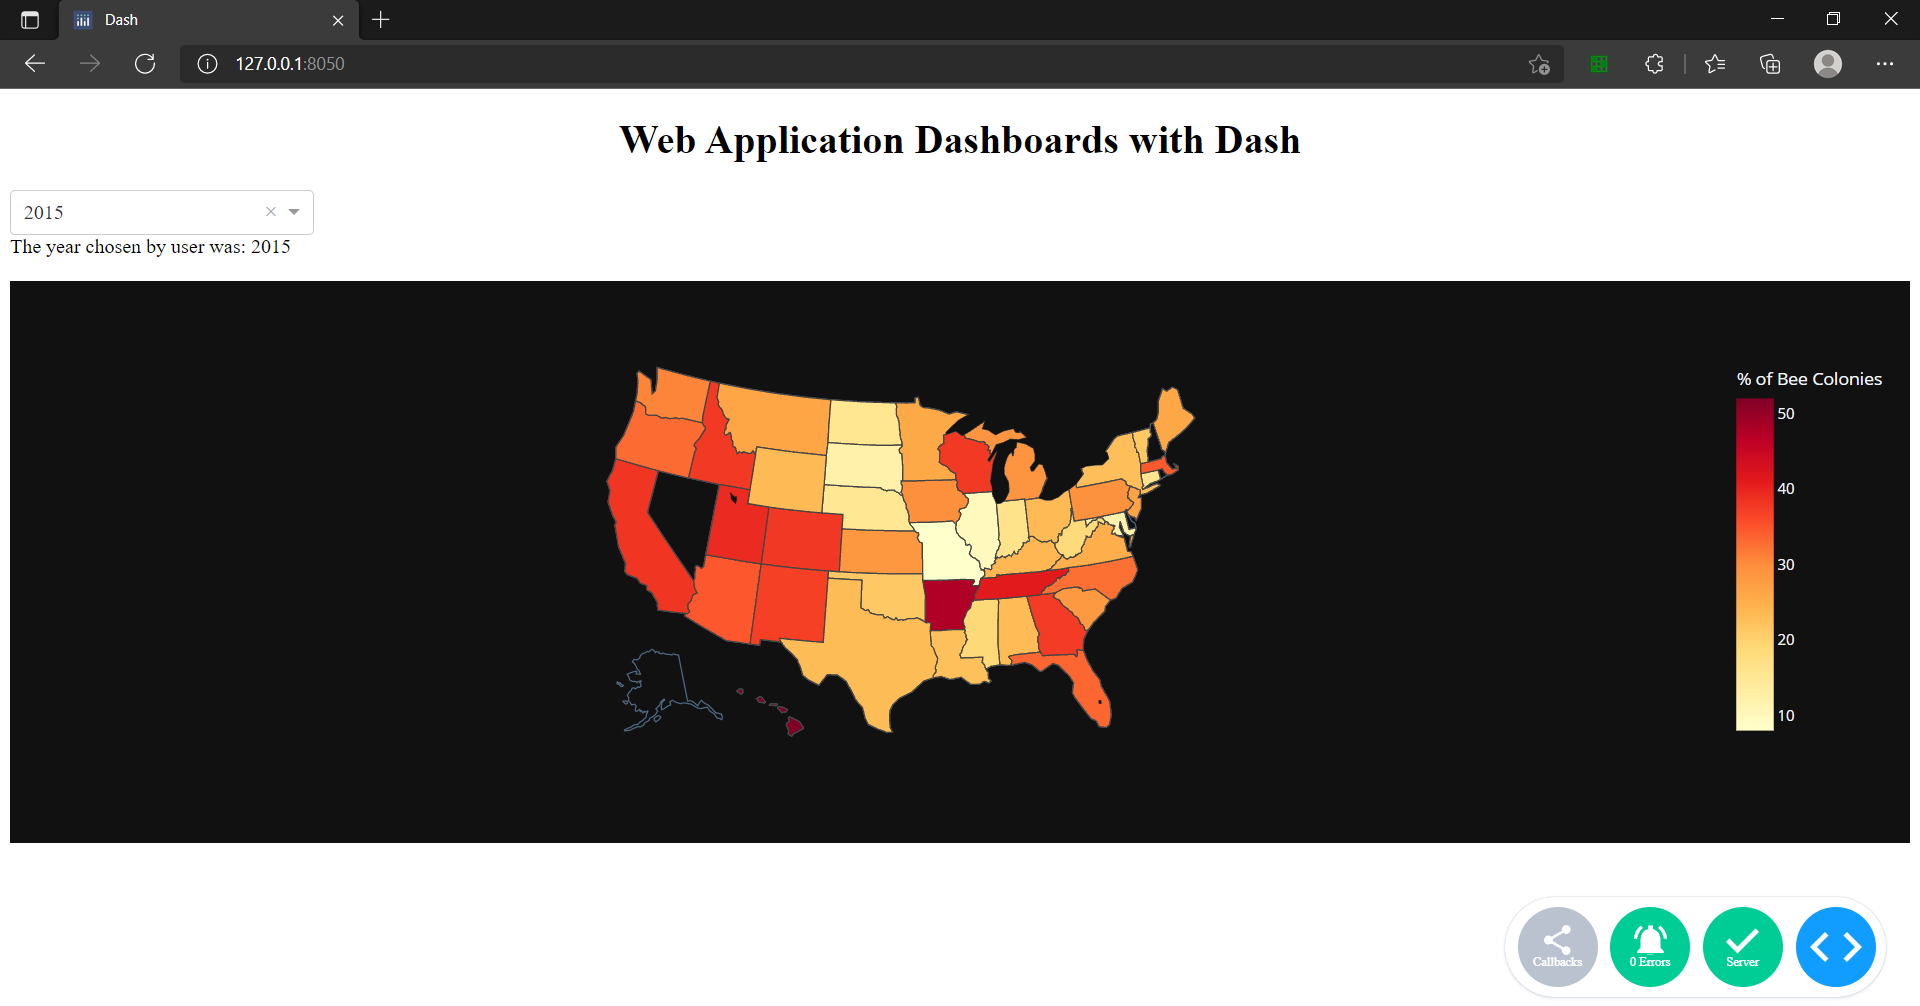 Dash
127.0.0.1:8050
Web Application Dashboards with Dash
2015
The year chosen by user was: 2015
% of Bee Colonies
50
40
30
20
10
Callbacks
0 Errors
Server